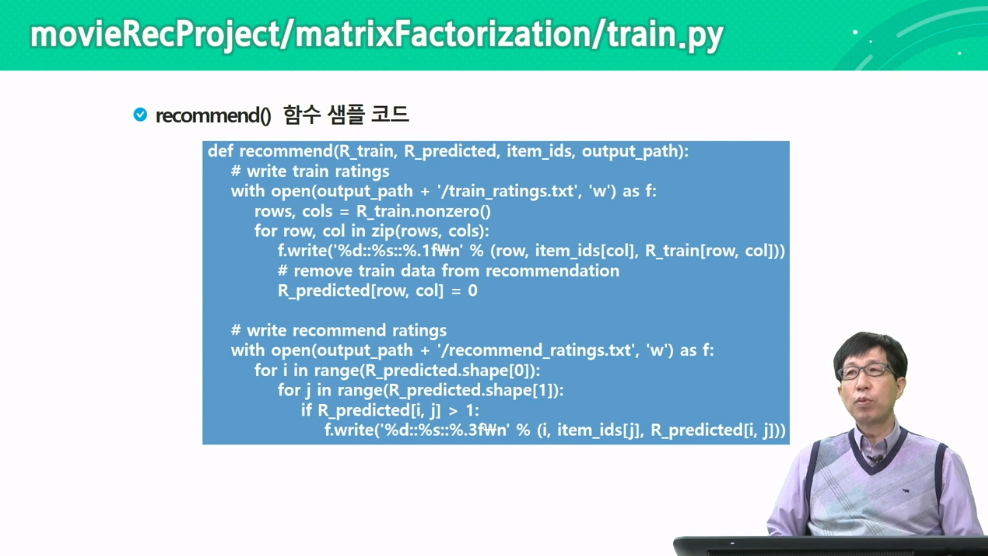 movieRecProject/matrixFactorization/train.py
recommend() 함수 샘플 코드
def recommend(R_train, R_predicted, item_ids, output_path):
# write train ratings
with open(output_path + '/train_ratings.txt', 'w') as f:
rows, cols = R_train.nonzero()
for row, col in zip(rows, cols):
f.write('%d::%s::%.1f₩n' % (row, item_ids[col], R_train[row, col]))
# remove train data from recommendation
R_predicted[row, col] = 0
# write recommend ratings
with open(output_path + '/recommend_ratings.txt', 'w') as f:
for i in range(R_predicted.shape[0]):
for j in range(R_predicted.shape[1]):
if R_predicted[i, j] > 1:
f.write('%d::%s::%.3f₩n' % (i, item_ids[j], R_predicted[i, j]))